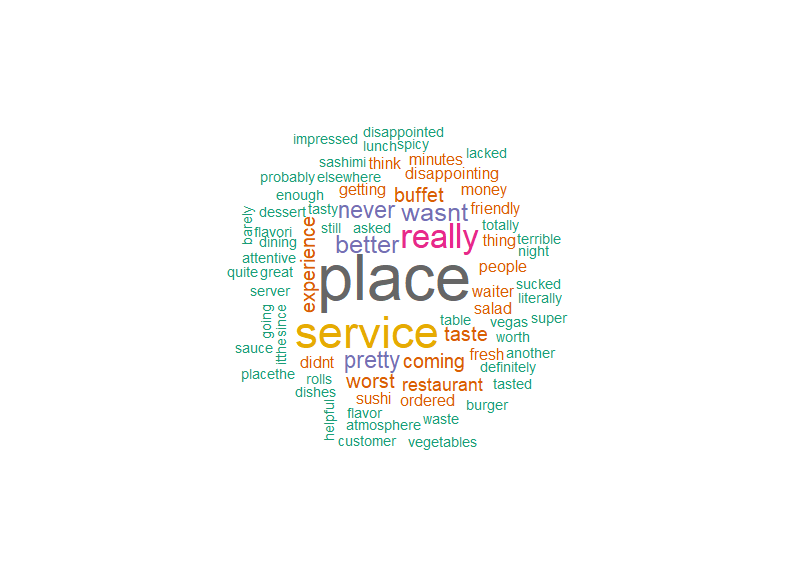 disappointed
impressed
lunch spicy
lacked
sashimi think minutes
probably elsewhere disappointing
enough getting buffet money
dessert tasty never wasnt friendly
barely
flavori still asked really totally
dining better thing terrible
experience
attentive night
quite great place people
server waiter sucked
literally
salad
going
since
service table vegas super
taste worth
sauce
itthe
didnt pretty coming fresh another
definitely
placethe rolls worst restaurant tasted
dishes sushi ordered burger
helpful
flavor
atmosphere waste
customer vegetables